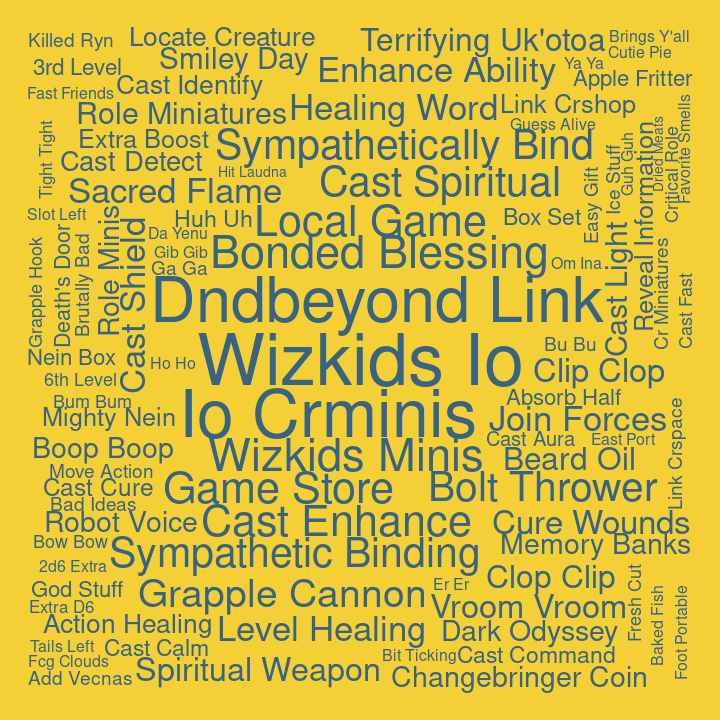 Killed Ryn
Locate Creature
Terrifying Uk'otoa
Brings Y'all
Cutie Pie
3rd Level
Smiley Day
Enhance Ability
Ya Ya
Apple Fritter
Fast Friends
Cast Identify
Role Miniatures
Healing Word
Link Crshop
Guess Alive
Tight Tight
Extra Boost
Sympathetically Bind
Guh Guh
Dried Meats
Critical Role
Favorite Smells
Cast Detect
Hit Laudna
Cast Spiritual
Easy Gift
Ice Stuff
Reveal Information
Sacred Flame
Slot Left
Huh Uh
Local Game
Box Set
Role Minis
Cast Shield
Da Yenu
Gib Gib
Ga Ga
Bonded Blessing
Om Ina
Cast Light
Cr Miniatures
Cast Fast
Grapple Hook
Death's Door
Brutally Bad
Dndbeyond Link
Nein Box
Ho Ho
Wizkids Io
Bu Bu
Clip Clop
6th Level
Bum Bum
Absorb Half
Mighty Nein
Io Crminis
Join Forces
Boop Boop
Wizkids Minis
Cast Aura
East Port
Link Crspace
Move Action
Beard Oil
Cast Cure
Game Store
Bolt Thrower
Bad Ideas
Robot Voice
Cast Enhance
Cure Wounds
Bow Bow
Sympathetic Binding
Memory Banks
2d6 Extra
God Stuff
Grapple Cannon
Er Er
Clop Clip
Fresh Cut
Baked Fish
Foot Portable
Extra D6
Vroom Vroom
Action Healing
Level Healing
Dark Odyssey
Tails Left
Cast Calm
Bit Ticking
Cast Command
Fcg Clouds
Spiritual Weapon
Changebringer Coin
Add Vecnas